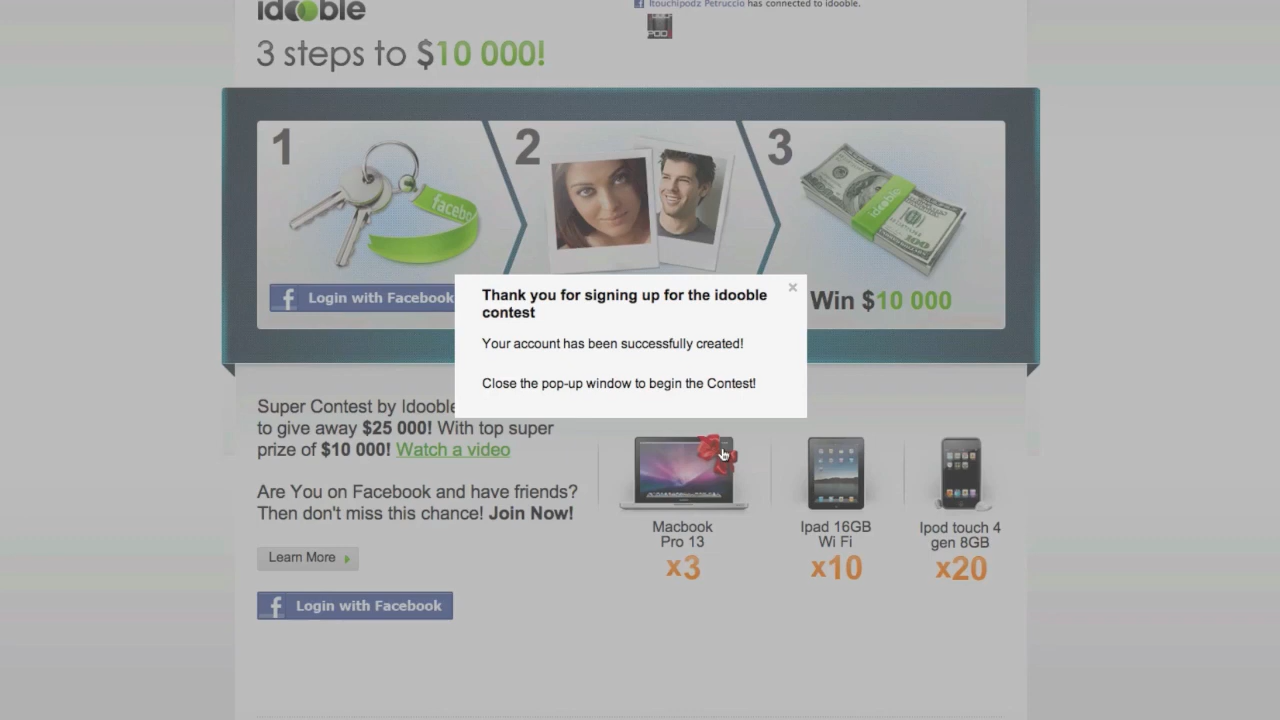 idooble
Itouchipodz Petruccio has connected to idooble.
3 steps to $10 000!
1
2
3
facebo
idooble
100
Login with Facebook
Win $10 000
Thank you for signing up for the idooble
contest
×
Your account has been successfully created!
Close the pop-up window to begin the Contest!
Super Contest by Idooble
to give away $25 000! With top super
prize of $10 000! Watch a video
Are You on Facebook and have friends?
Then don't miss this chance! Join Now!
Learn More
Login with Facebook
Macbook
Pro 13
x3
Ipad 16GB
Wi Fi
x10
Ipod touch 4
gen 8GB
x20